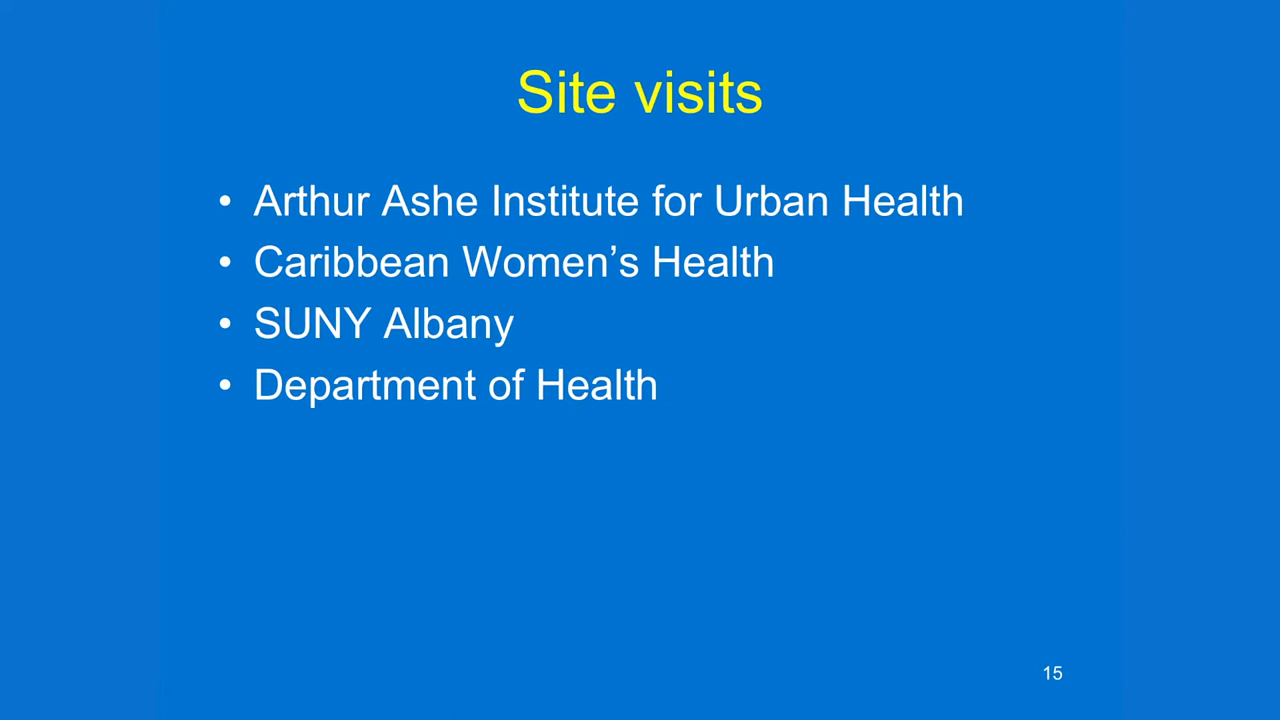 Site visits
• Arthur Ashe Institute for Urban Health
• Caribbean Women’s Health
• SUNY Albany
• Department of Health
15